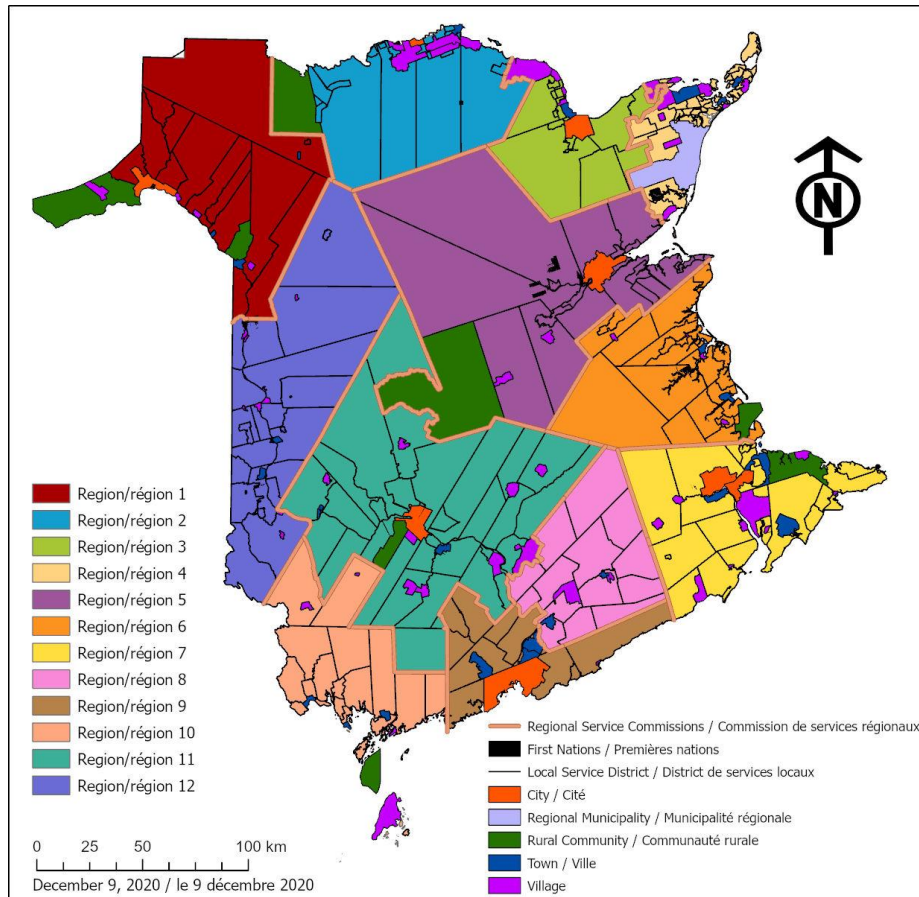 N
Region/région 1
Region/région 2
Region/région 3
Region/région 4
Region/région 5
Region/région 6
Region/région 7
Region/région 8
Region/région 9
Region/région 10
Region/région 11
Region/région 12
0 25 50 75 100 km
December 9, 2020 / le 9 décembre 2020
Regional Service Commissions / Commission de services régionaux
First Nations / Premières nations
Local Service District / District de services locaux
City / Cité
Regional Municipality / Municipalité régionale
Rural Community / Communauté rurale
Town / Ville
Village